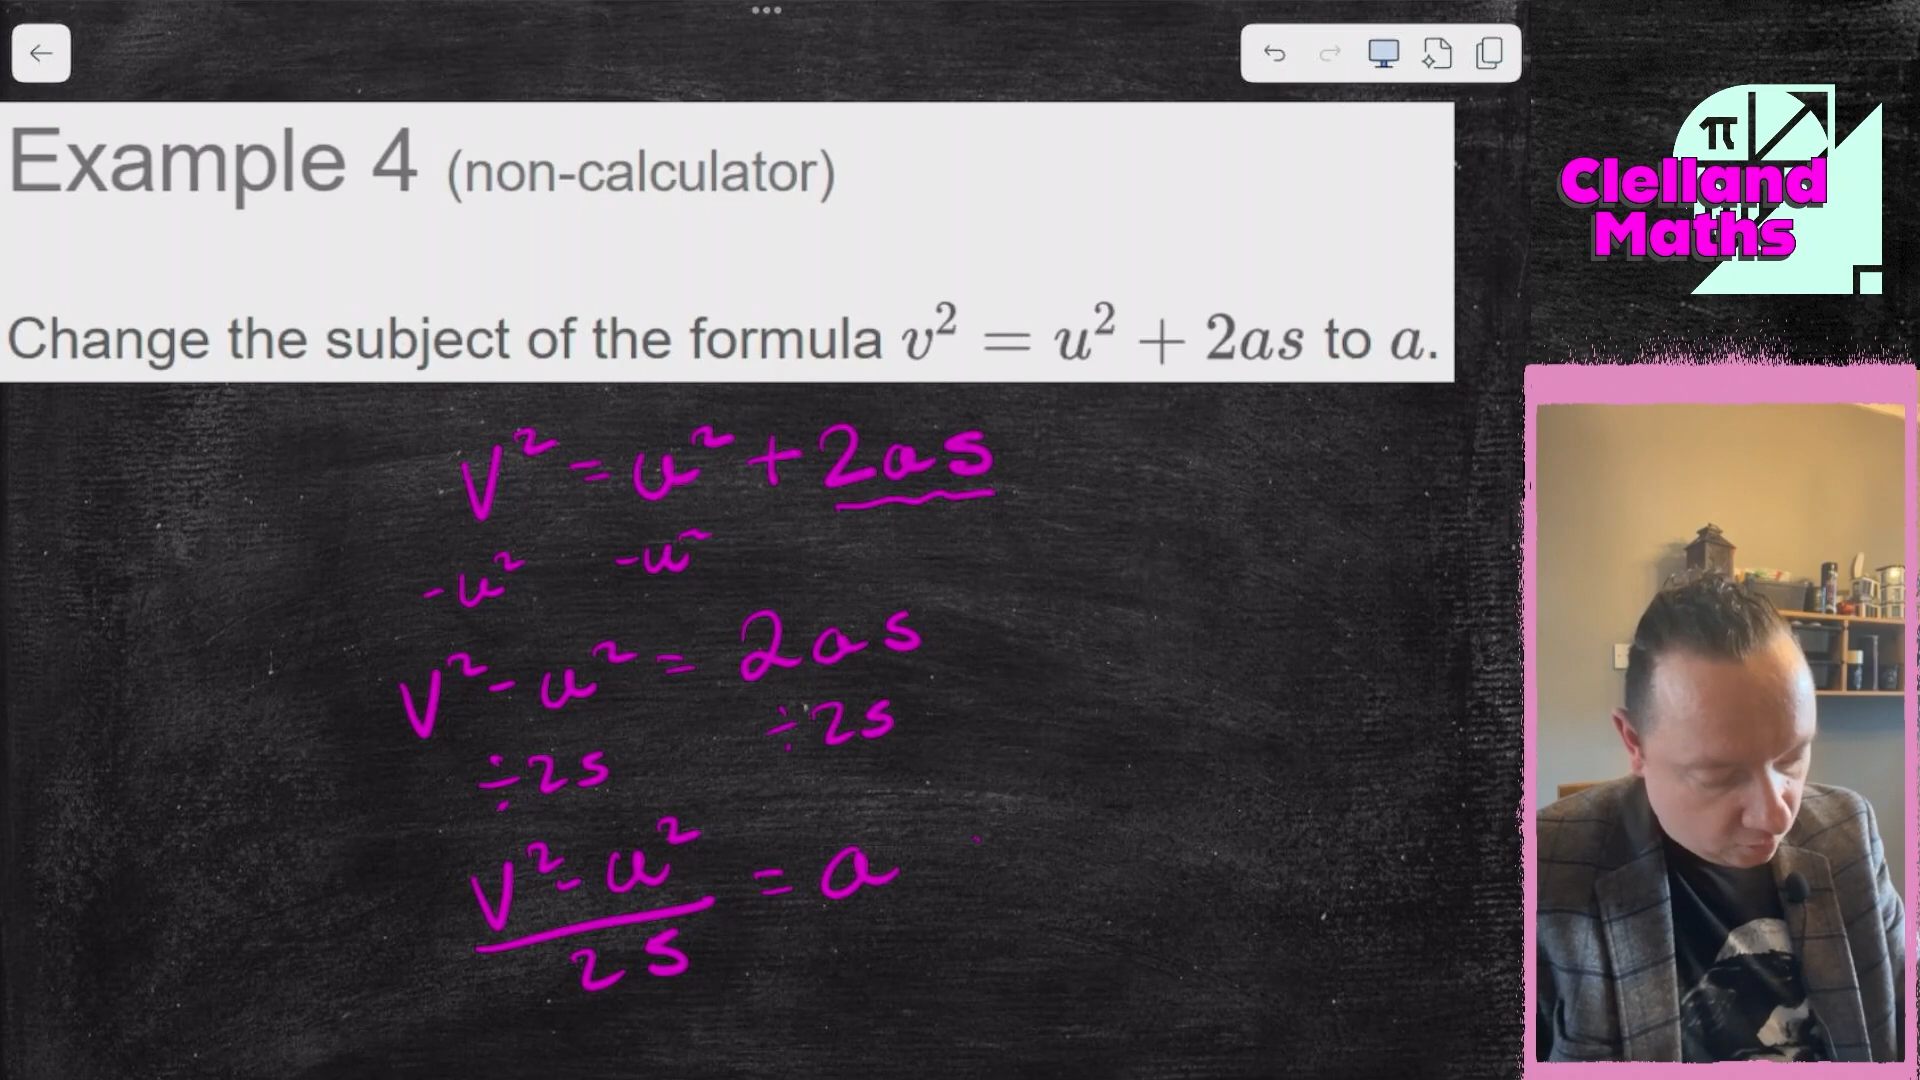 Example 4 (non-calculator)
Change the subject of the formula v² = u² + 2as to a.
v² = u² + 2as
-u² -u²
v² - u² = 2as
÷2s ÷2s
v² - u² = a
2s
π
Clelland
Maths